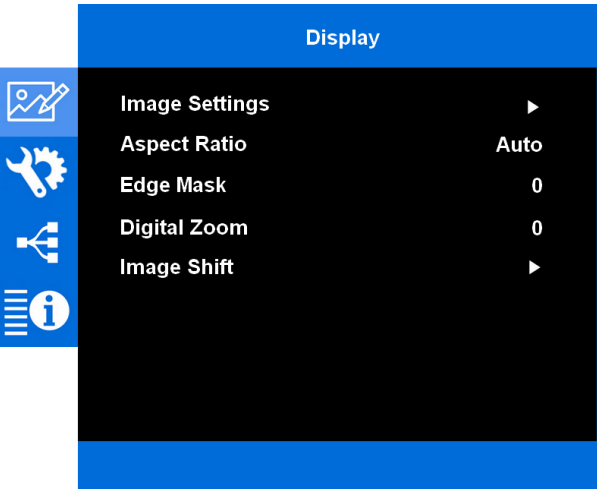 Display
Image Settings
Aspect Ratio Auto
Edge Mask 0
Digital Zoom 0
Image Shift